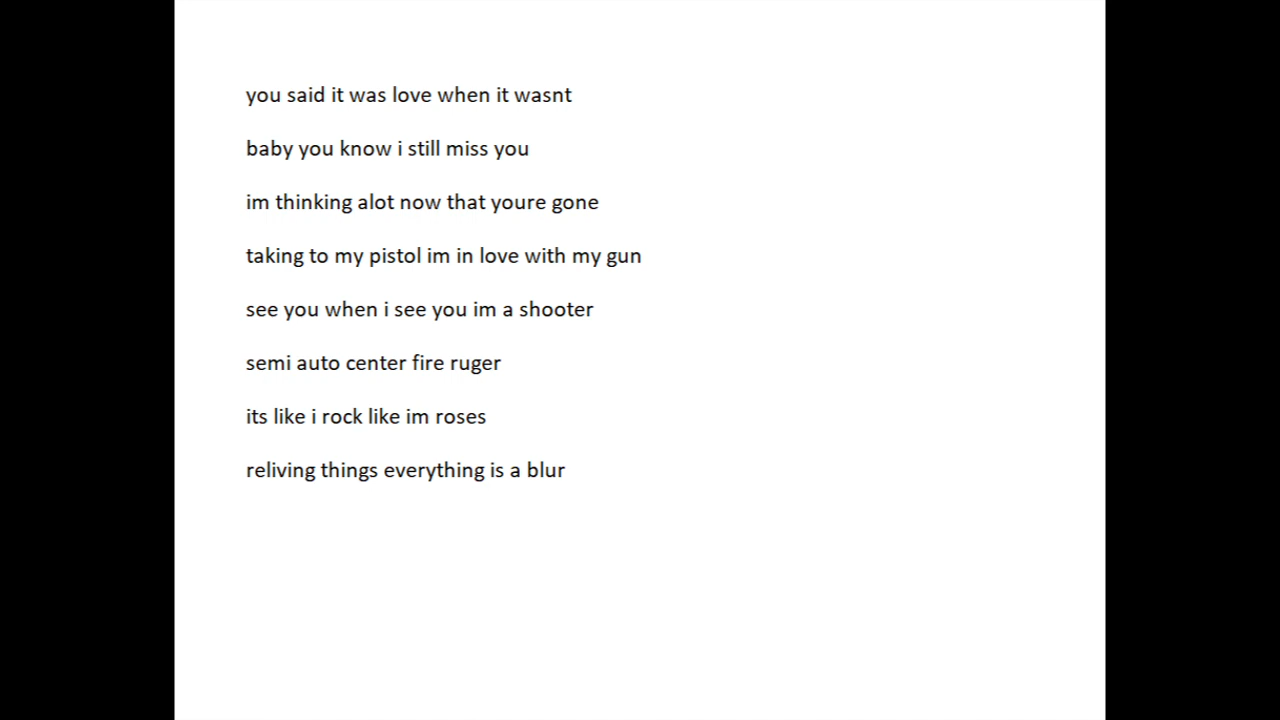 you said it was love when it wasnt
baby you know i still miss you
im thinking alot now that youre gone
taking to my pistol im in love with my gun
see you when i see you im a shooter
semi auto center fire ruger
its like i rock like im roses
reliving things everything is a blur